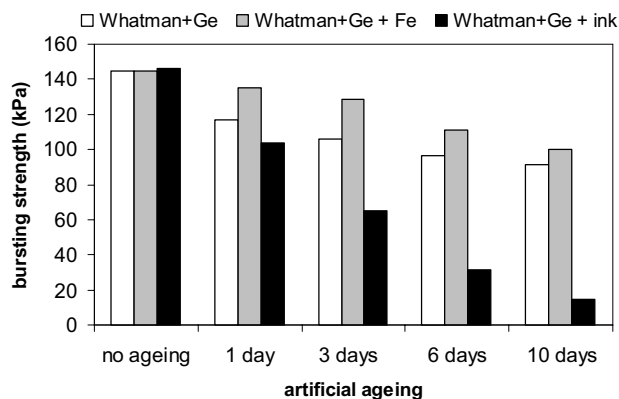 Whatman+Ge Whatman+Ge + Fe Whatman+Ge + ink
160
140
120
100
80
60
40
20
0
bursting strength (kPa)
no ageing 1 day 3 days 6 days 10 days
artificial ageing